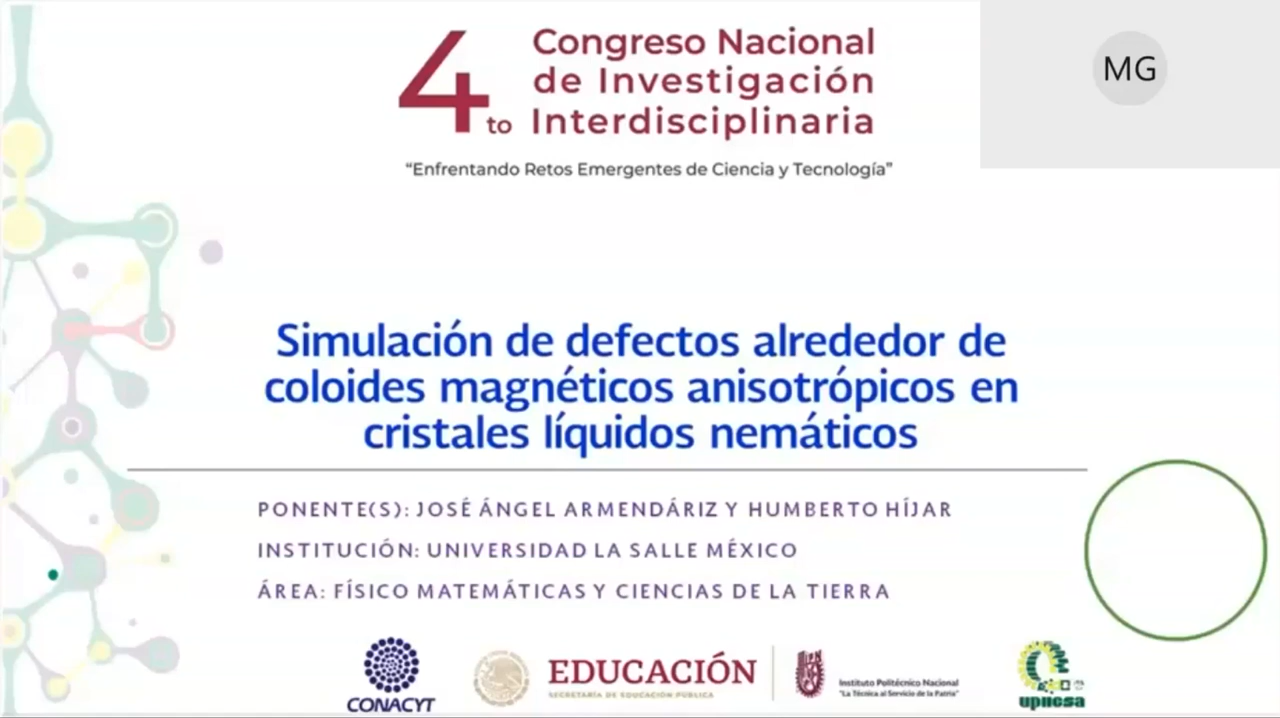 4to
Congreso Nacional
de Investigación
Interdisciplinaria
“Enfrentando Retos Emergentes de Ciencia y Tecnología”
MG
Simulación de defectos alrededor de
coloides magnéticos anisotrópicos en
cristales líquidos nemáticos
PONENTE(S): JOSÉ ÁNGEL ARMENDÁRIZ Y HUMBERTO HÍJAR
INSTITUCIÓN: UNIVERSIDAD LA SALLE MÉXICO
ÁREA: FÍSICO MATEMÁTICAS Y CIENCIAS DE LA TIERRA
CONACYT
EDUCACIÓN
SECRETARÍA DE EDUCACIÓN PÚBLICA
Instituto Politécnico Nacional
"La Técnica al Servicio de la Patria"
upiicsa